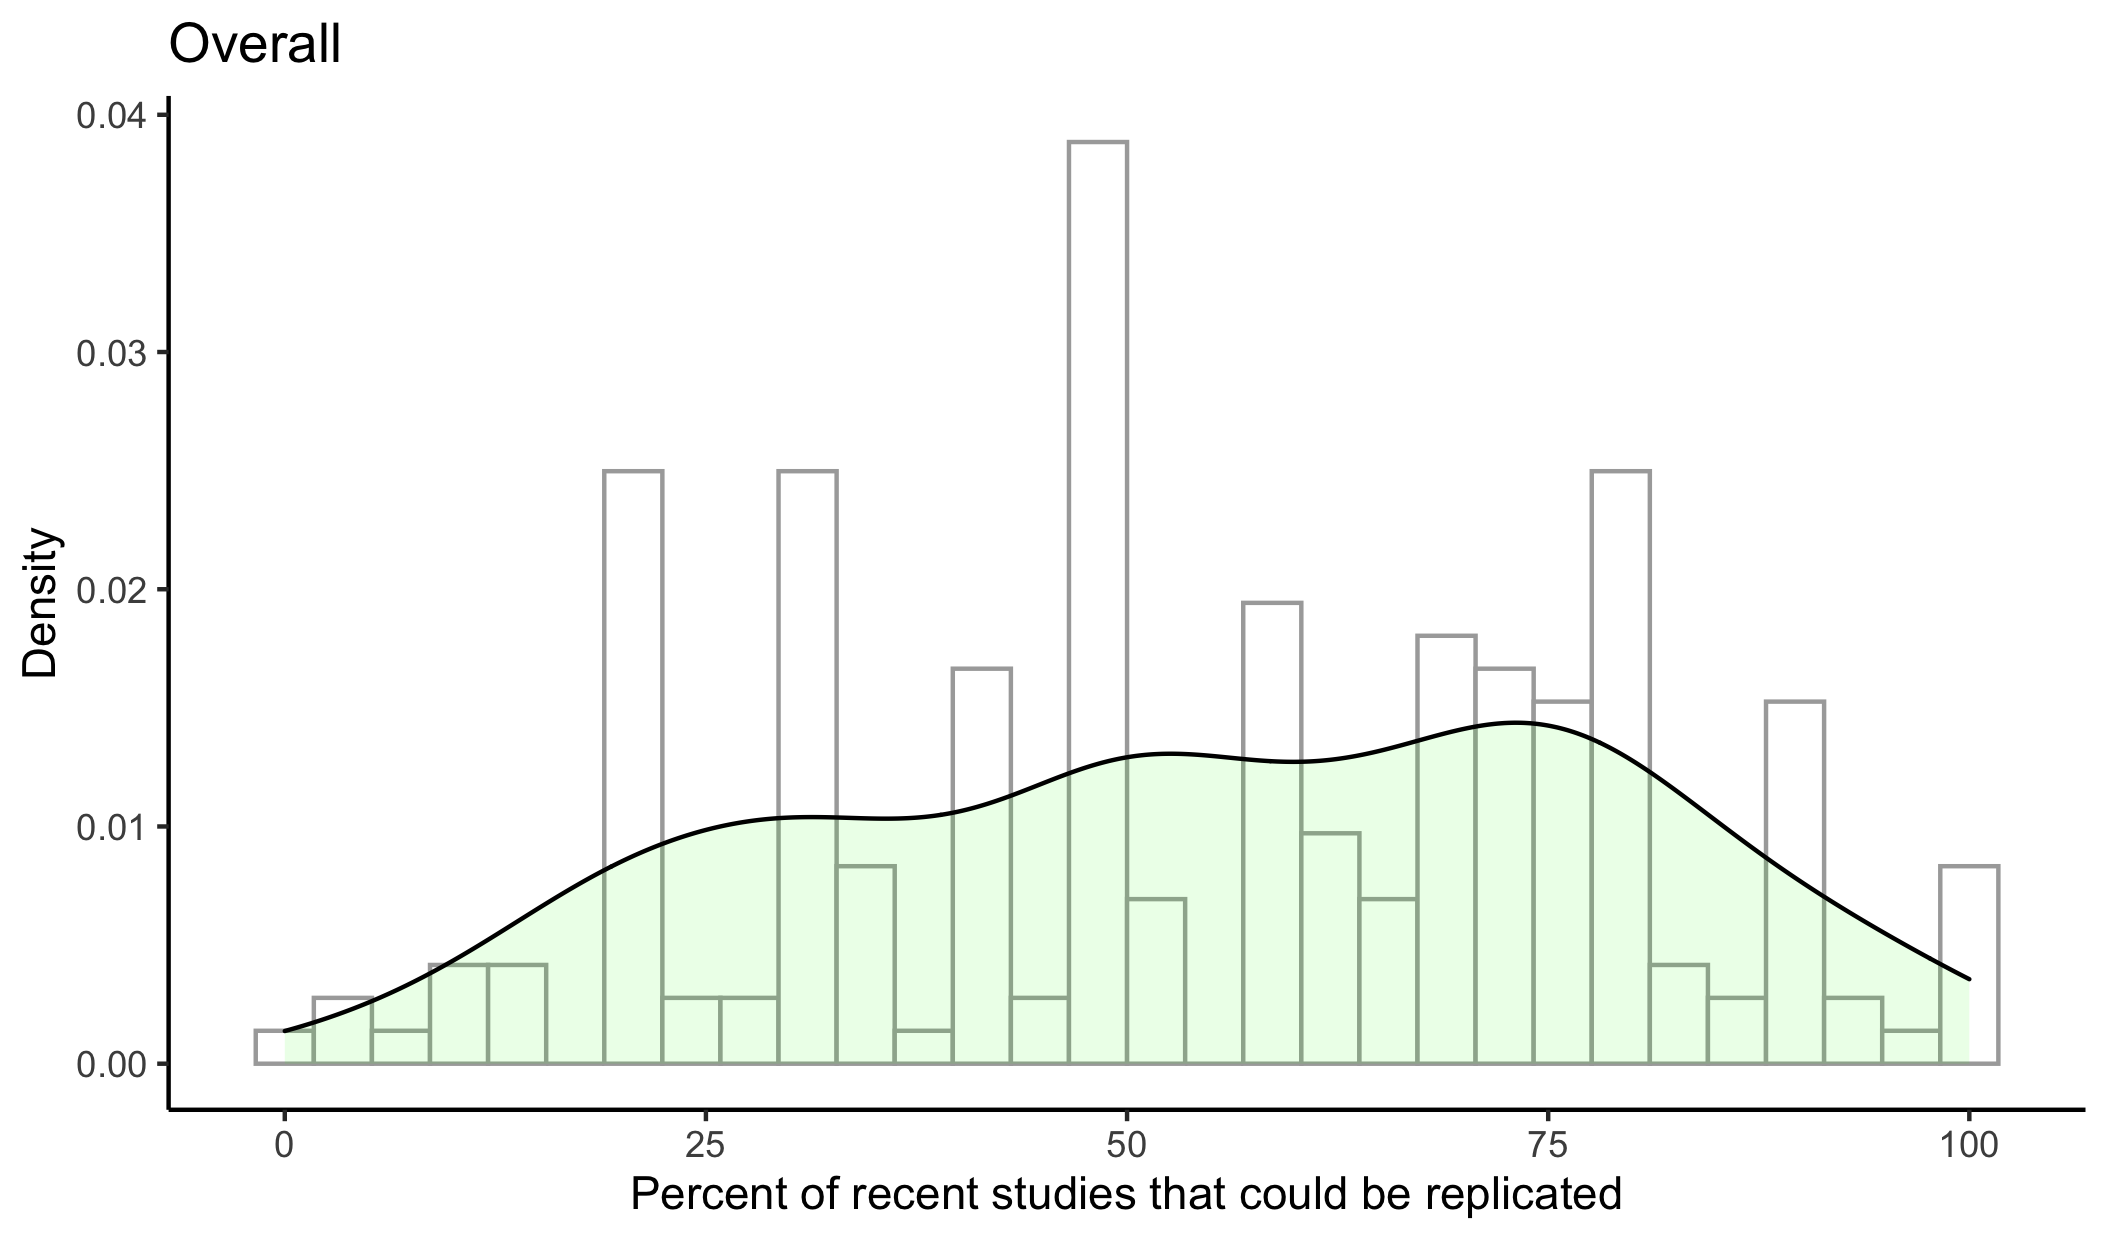 Overall
0.04
0.03
0.02
0.01
0.00
Density
0 25 50 75 100
Percent of recent studies that could be replicated